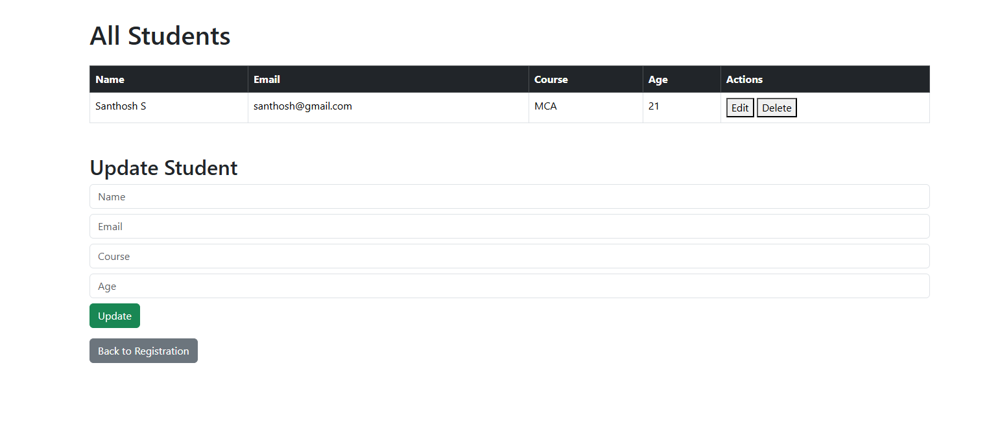 All Students
Name Email Course Age Actions
Santhosh S santhosh@gmail.com MCA 21 Edit Delete
Update Student
Name
Email
Course
Age
Update
Back to Registration